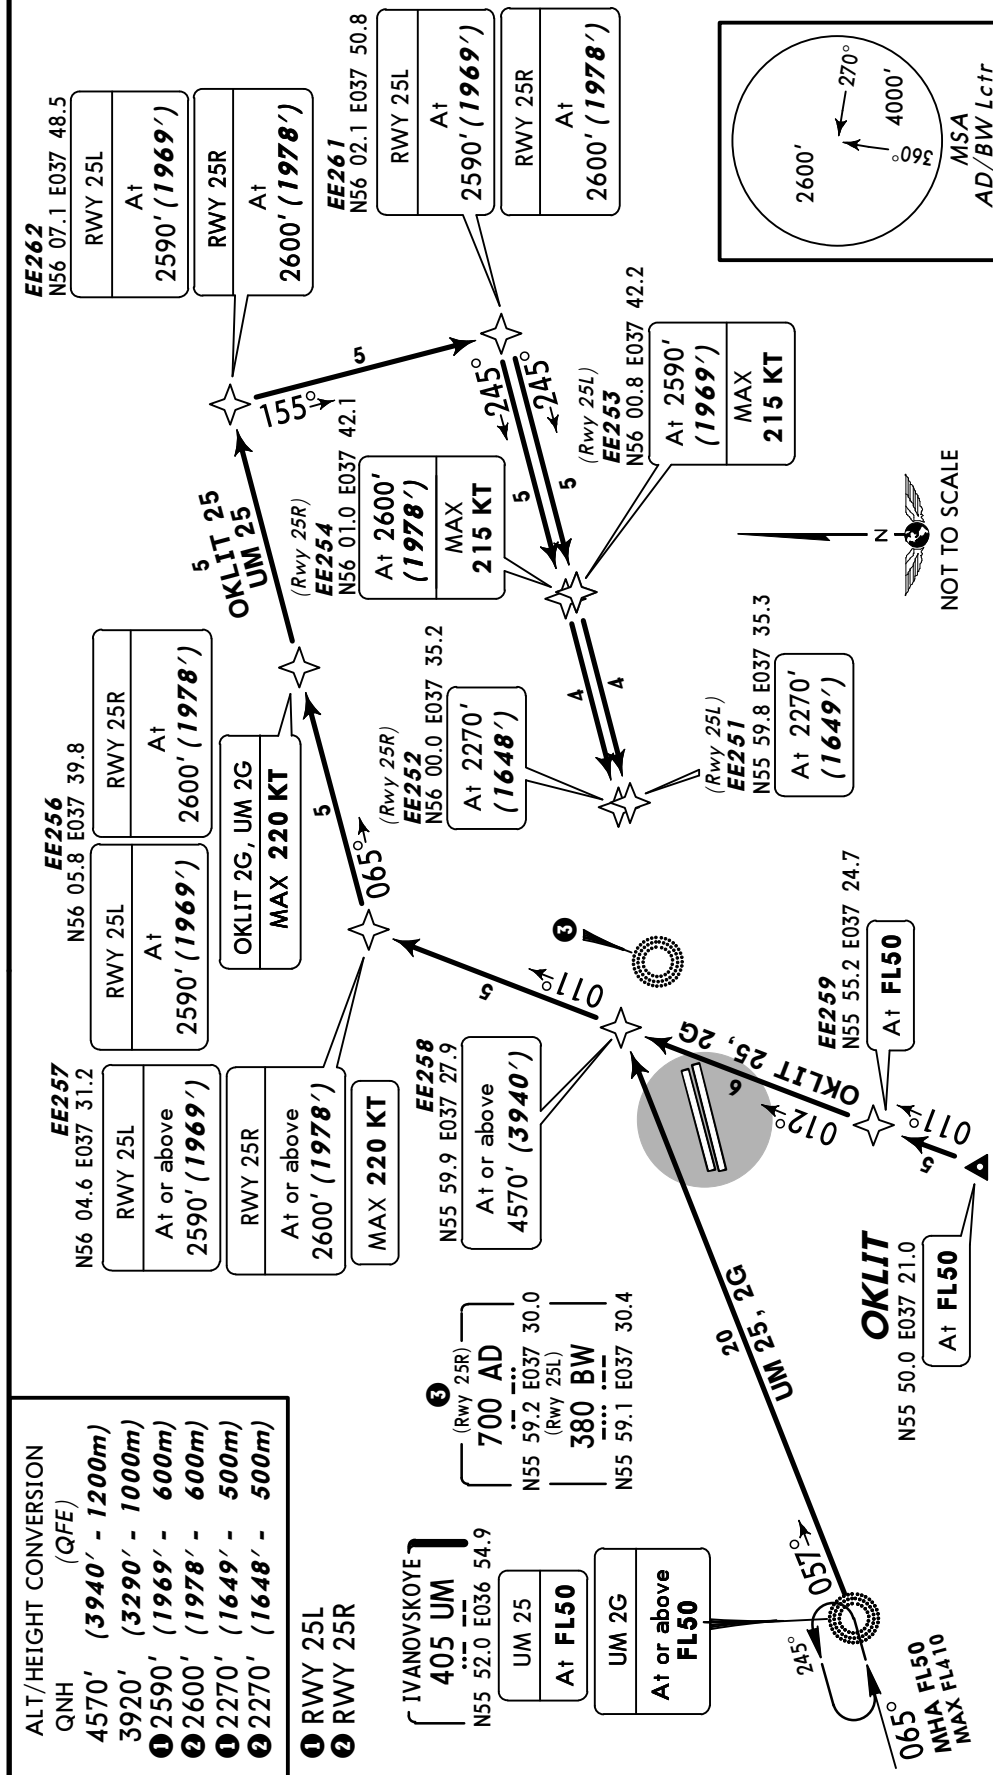 ALT/HEIGHT CONVERSION
QNH (QFE)
4570' (3940' - 1200m)
3920' (3290' - 1000m)
❶ 2590' (1969' - 600m)
❷ 2600' (1978' - 600m)
❶ 2270' (1649' - 500m)
❷ 2270' (1648' - 500m)
❶ RWY 25L
❷ RWY 25R
EE257
N56 04.6 E037 31.2
RWY 25L
At or above
2590' (1969')
RWY 25R
At or above
2600' (1978')
MAX 220 KT
EE256
N56 05.8 E037 39.8
RWY 25L
At
2590' (1969')
RWY 25R
At
2600' (1978')
OKLIT 2G, UM 2G
MAX 220 KT
EE262
N56 07.1 E037 48.5
RWY 25L
At
2590' (1969')
RWY 25R
At
2600' (1978')
EE261
N56 02.1 E037 50.8
RWY 25L
At
2590' (1969')
RWY 25R
At
2600' (1978')
5
OKLIT 25
UM 25
155°
5
245°
245°
5
5
(Rwy 25R)
EE254
N56 01.0 E037 42.1
At 2600'
(1978')
MAX
215 KT
(Rwy 25L)
EE253
N56 00.8 E037 42.2
At 2590'
(1969')
MAX
215 KT
5
065°
(Rwy 25R)
EE252
N56 00.0 E037 35.2
At 2270'
(1648')
4
4
(Rwy 25L)
EE251
N55 59.8 E037 35.3
At 2270'
(1649')
5
011°
EE258
N55 59.9 E037 27.9
At or above
4570' (3940')
❸
❸
(Rwy 25R)
700 AD
N55 59.2 E037 30.0
(Rwy 25L)
380 BW
N55 59.1 E037 30.4
IVANOVSKOYE
405 UM
N55 52.0 E036 54.9
UM 25
At FL50
UM 2G
At or above
FL50
057°
20
UM 25, 2G
245°
065°
MHA FL50
MAX FL410
6
OKLIT 25, 2G
012°
EE259
N55 55.2 E037 24.7
At FL50
5
011°
OKLIT
N55 50.0 E037 21.0
At FL50
N
NOT TO SCALE
2600'
270°
4000'
360°
MSA
AD/BW Lctr